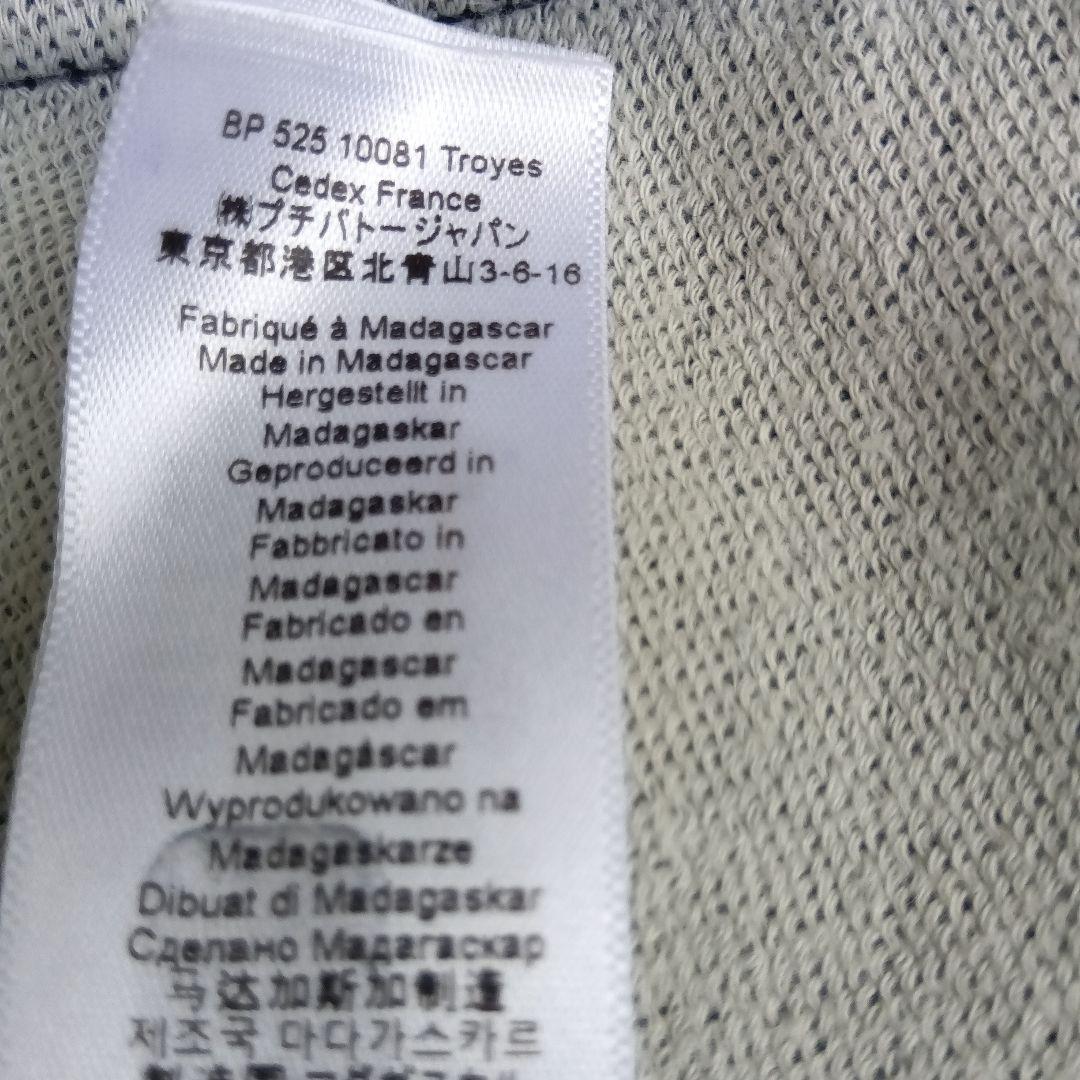 BP 525 10081 Troyes
Cedex France
㈱プチバトージャパン
東京都港区北青山3-6-16
Fabriqué à Madagascar
Made in Madagascar
Hergestellt in
Madagaskar
Geproduceerd in
Madagaskar
Fabbricato in
Madagascar
Fabricado en
Madagascar
Fabricado em
Madagáscar
Wyprodukowano na
Madagaskarze
Dibuat di Madagaskar
Сделано Мадагаскар
马达加斯加制造
제조국 마다가스카르